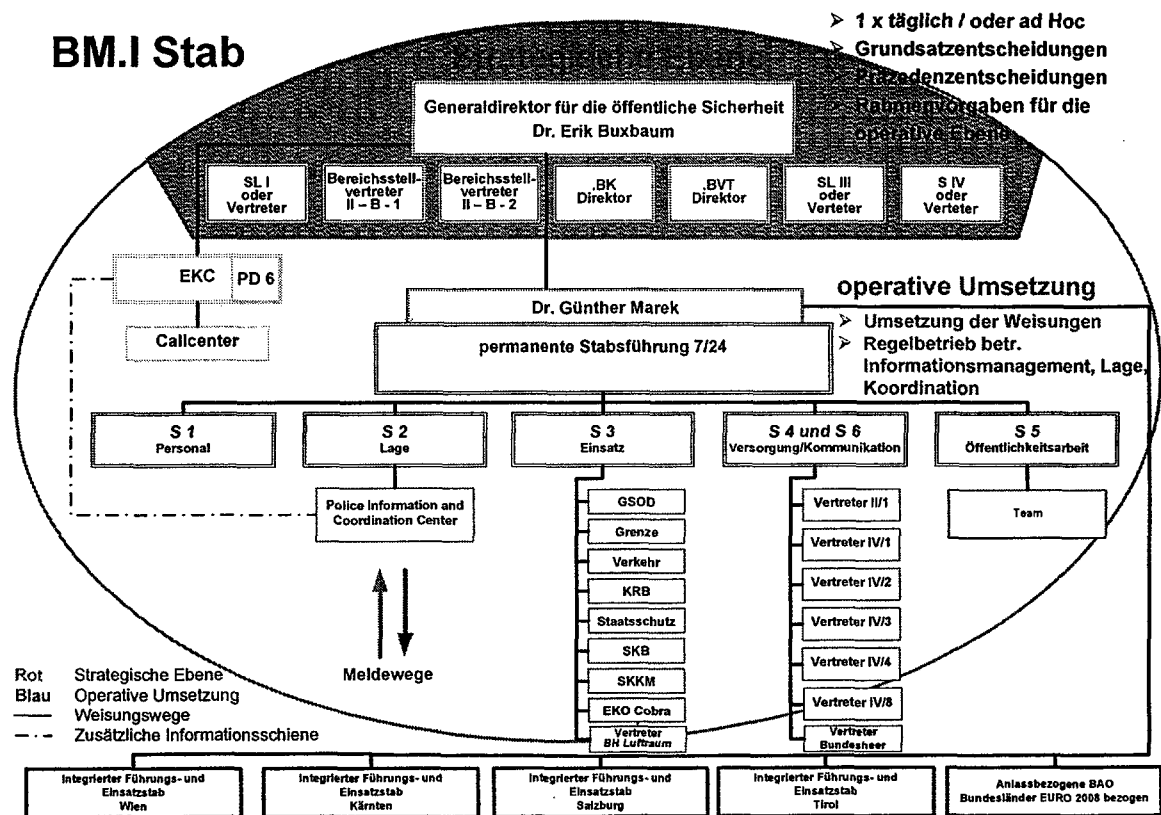 BM.I Stab
➢ 1 x täglich / oder ad Hoc
➢ Grundsatzentscheidungen
Präzedenzentscheidungen
Rahmenvorgaben für die
operative Ebene
Strategische Ebene
Generaldirektor für die öffentliche Sicherheit
Dr. Erik Buxbaum
SL I
oder
Vertreter
Bereichsstell-
vertreter
II – B - 1
Bereichsstell-
vertreter
II – B - 2
.BK
Direktor
.BVT
Direktor
SL III
oder
Verteter
S IV
oder
Verteter
EKC
PD 6
Callcenter
Dr. Günther Marek
permanente Stabsführung 7/24
operative Umsetzung
➢ Umsetzung der Weisungen
➢ Regelbetrieb betr.
Informationsmanagement, Lage,
Koordination
S 1
Personal
S 2
Lage
S 3
Einsatz
S 4 und S 6
Versorgung/Kommunikation
S 5
Öffentlichkeitsarbeit
Police Information and
Coordination Center
GSOD
Grenze
Verkehr
KRB
Staatsschutz
SKB
SKKM
EKO Cobra
Vertreter
BH Luftraum
Vertreter II/1
Vertreter IV/1
Vertreter IV/2
Vertreter IV/3
Vertreter IV/4
Vertreter IV/8
Vertreter
Bundesheer
Team
Meldewege
Rot Strategische Ebene
Blau Operative Umsetzung
Weisungswege
Zusätzliche Informationsschiene
Integrierter Führungs- und
Einsatzstab
Wien
Integrierter Führungs- und
Einsatzstab
Kärnten
Integrierter Führungs- und
Einsatzstab
Salzburg
Integrierter Führungs- und
Einsatzstab
Tirol
Anlassbezogene BAO
Bundesländer EURO 2008 bezogen